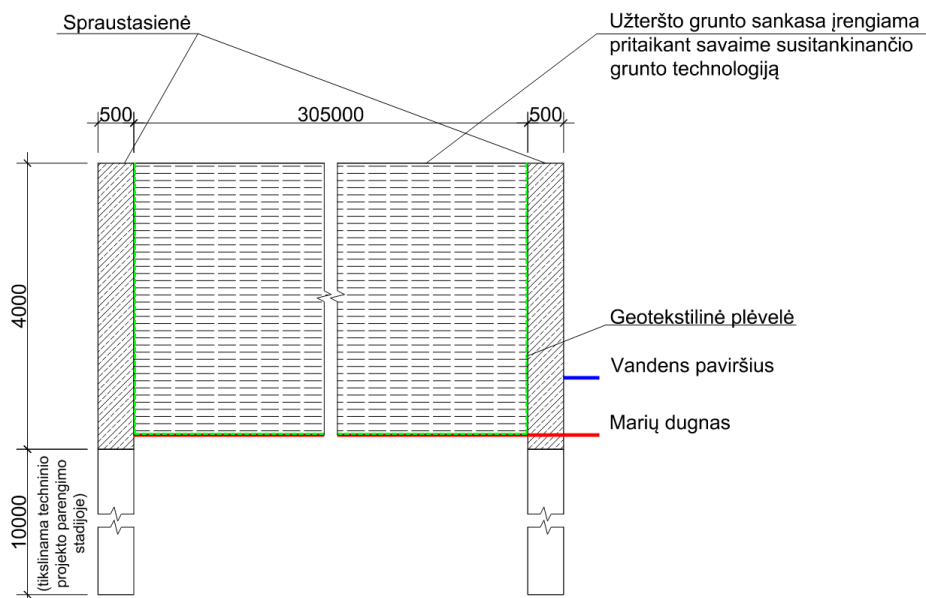 Spraustasienė
Užteršto grunto sankasa įrengiama
pritaikant savaime susitankinančio
grunto technologiją
500
305000
500
4000
Geotekstilinė plėvelė
Vandens paviršius
Marių dugnas
10000
(tikslinama techninio
projekto parengimo
stadijoje)